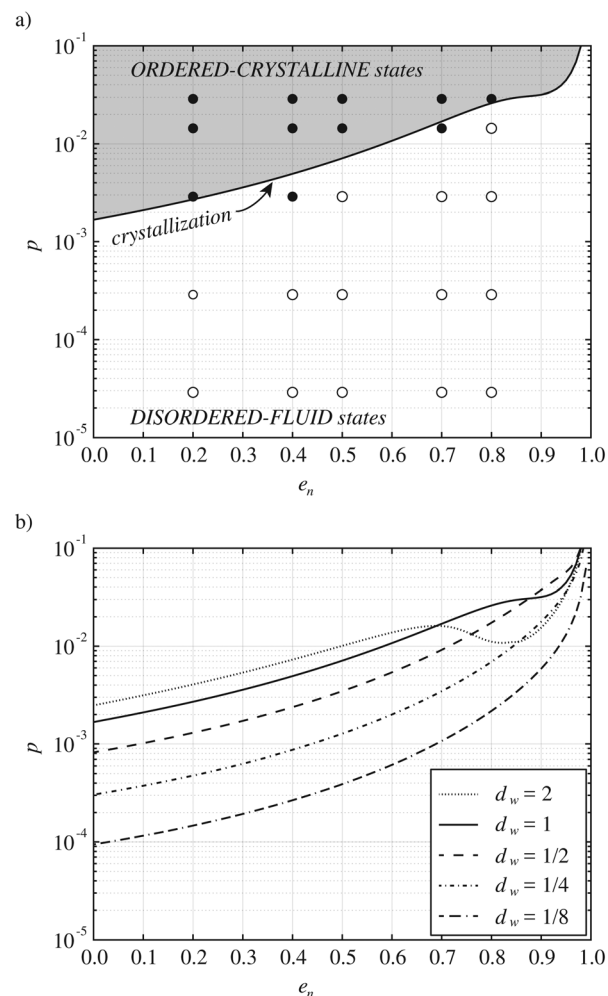 a)
10^-1
ORDERED-CRYSTALLINE states
10^-2
p
crystallization
10^-3
10^-4
DISORDERED-FLUID states
10^-5
0.0 0.1 0.2 0.3 0.4 0.5 0.6 0.7 0.8 0.9 1.0
e_n
b)
10^-1
10^-2
p
10^-3
d_w = 2
d_w = 1
10^-4
d_w = 1/2
d_w = 1/4
d_w = 1/8
10^-5
0.0 0.1 0.2 0.3 0.4 0.5 0.6 0.7 0.8 0.9 1.0
e_n